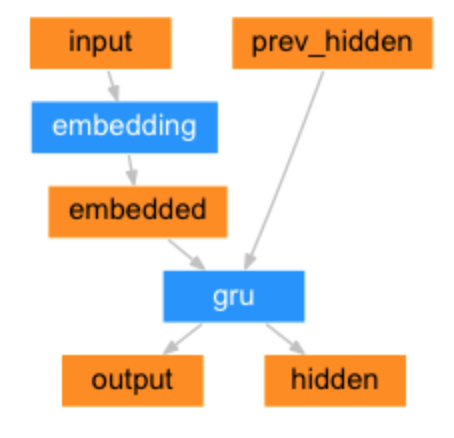 input
prev_hidden
embedding
embedded
gru
output
hidden